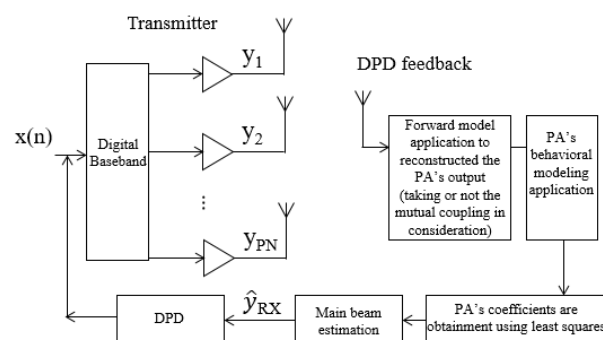 Transmitter
y1
DPD feedback
x(n)
Digital
Baseband
y2
Forward model
application to
reconstructed the
PA's output
(taking or not the
mutual coupling in
consideration)
PA's
behavioral
modeling
application
...
yPN
DPD
ŷRX
Main beam
estimation
PA's coefficients are
obtainment using least squares